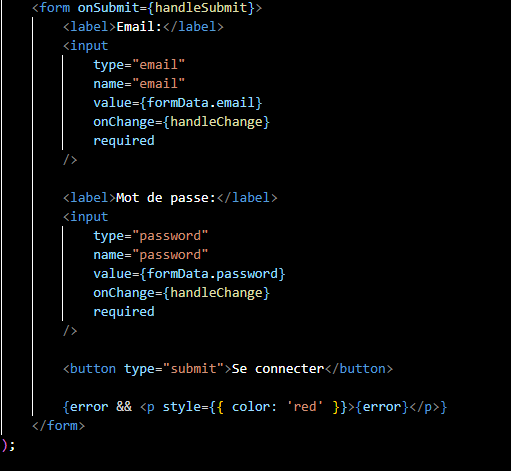 <form onSubmit={handleSubmit}>
<label>Email:</label>
<input
type="email"
name="email"
value={formData.email}
onChange={handleChange}
required
/>
<label>Mot de passe:</label>
<input
type="password"
name="password"
value={formData.password}
onChange={handleChange}
required
/>
<button type="submit">Se connecter</button>
{error && <p style={{ color: 'red' }}>{error}</p>}
</form>
);